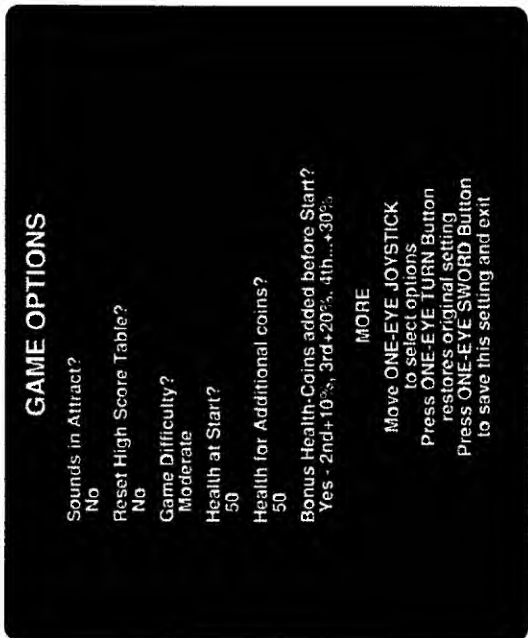 GAME OPTIONS
Sounds in Attract?
No
Reset High Score Table?
No
Game Difficulty?
Moderate
Health at Start?
50
Health for Additional coins?
50
Bonus Health-Coins added before Start?
Yes - 2nd+10%, 3rd+20%, 4th...+30%
MORE
Move ONE-EYE JOYSTICK
to select options
Press ONE-EYE TURN Button
restores original setting
Press ONE-EYE SWORD Button
to save this setting and exit